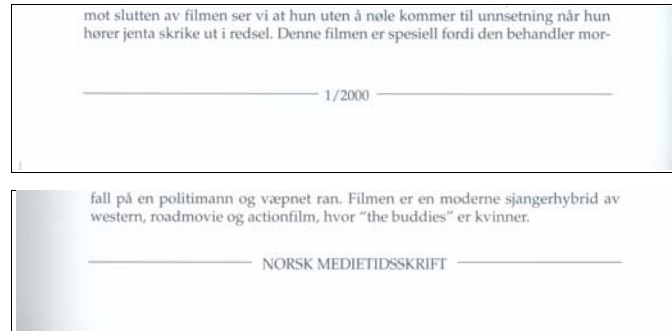 mot slutten av filmen ser vi at hun uten å nøle kommer til unnsetning når hun
hører jenta skrike ut i redsel. Denne filmen er spesiell fordi den behandler mor-
1/2000
fall på en politimann og væpnet ran. Filmen er en moderne sjangerhybrid av
western, roadmovie og actionfilm, hvor "the buddies" er kvinner.
NORSK MEDIETIDSSKRIFT